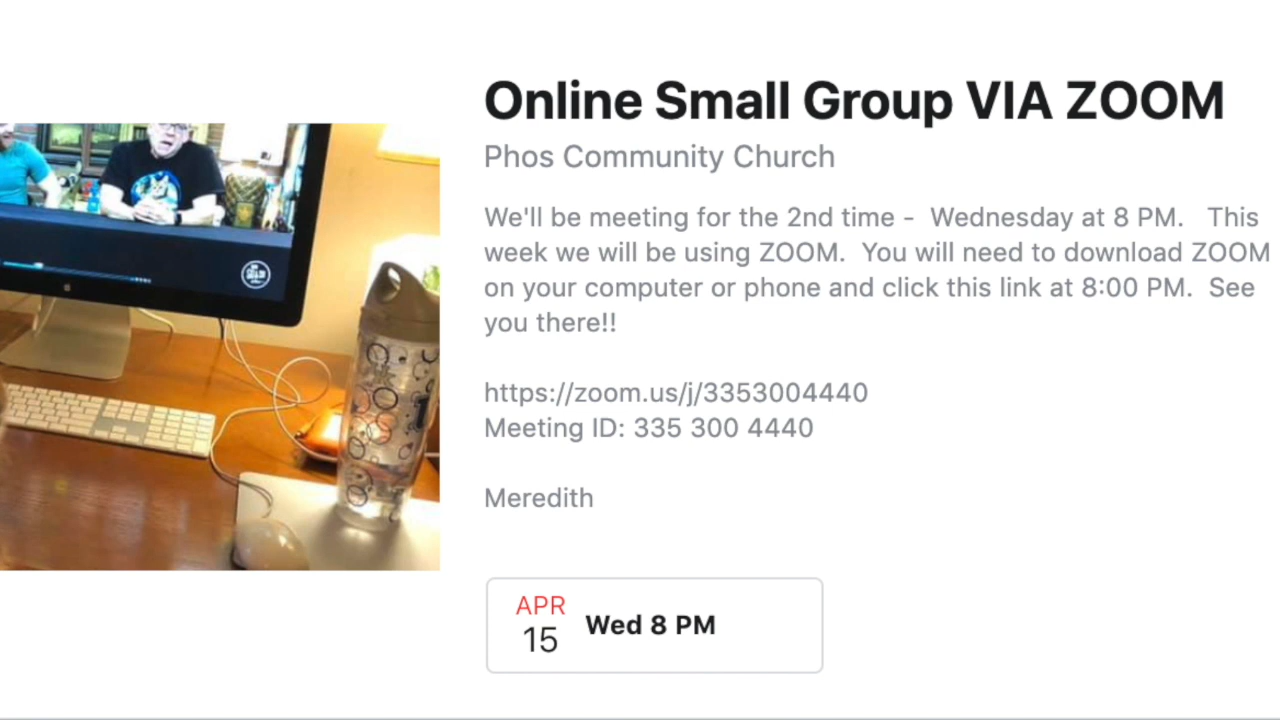 Online Small Group VIA ZOOM
Phos Community Church
We'll be meeting for the 2nd time -  Wednesday at 8 PM.   This
week we will be using ZOOM.  You will need to download ZOOM
on your computer or phone and click this link at 8:00 PM.  See
you there!!
https://zoom.us/j/3353004440
Meeting ID: 335 300 4440
Meredith
APR
15
Wed 8 PM